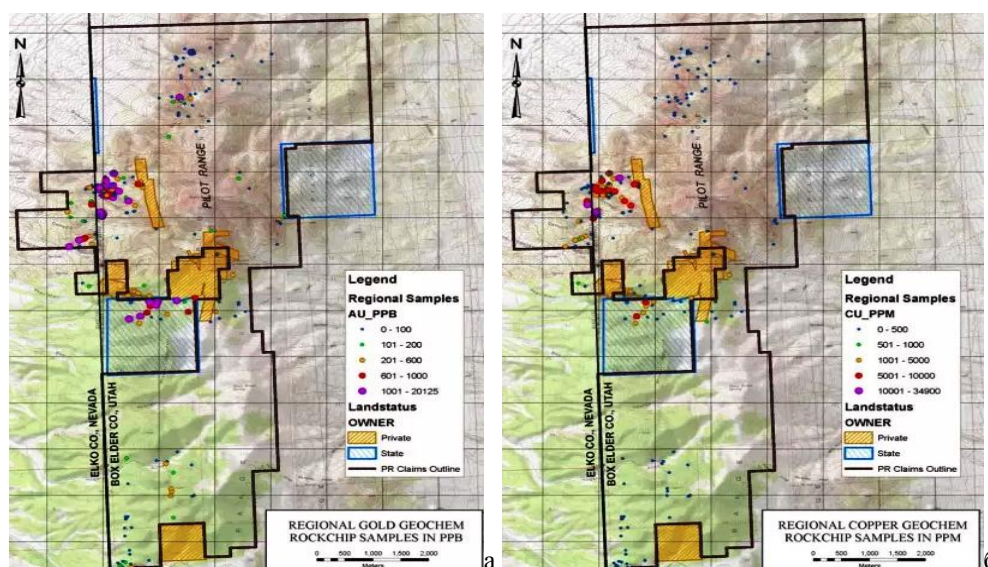 N
PILOT RANGE
ELKO CO., NEVADA
BOX ELDER CO., UTAH
Legend
Regional Samples
AU_PPB
0 - 100
101 - 200
201 - 600
601 - 1000
1001 - 20125
Landstatus
OWNER
Private
State
PR Claims Outline
REGIONAL GOLD GEOCHEM
ROCKCHIP SAMPLES IN PPB
0 500 1,000 2,000
Meters
а
N
PILOT RANGE
ELKO CO., NEVADA
BOX ELDER CO., UTAH
Legend
Regional Samples
CU_PPM
0 - 500
501 - 1000
1001 - 5000
5001 - 10000
10001 - 34900
Landstatus
OWNER
Private
State
PR Claims Outline
REGIONAL COPPER GEOCHEM
ROCKCHIP SAMPLES IN PPM
0 500 1,000 2,000
Meters
б